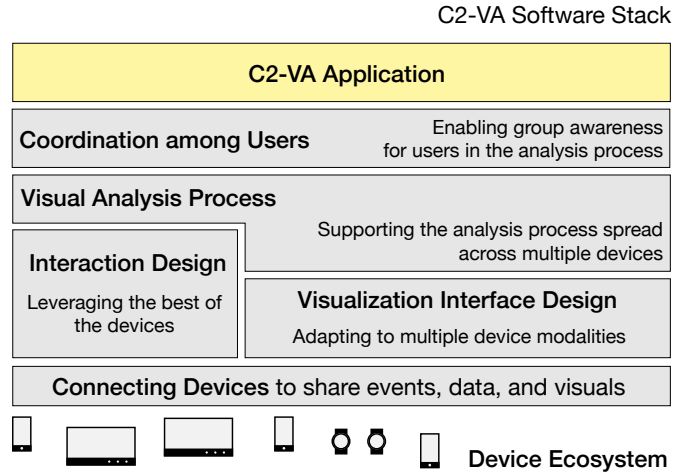 C2-VA Software Stack
C2-VA Application
Coordination among Users
Enabling group awareness
for users in the analysis process
Visual Analysis Process
Supporting the analysis process spread
across multiple devices
Interaction Design
Leveraging the best of
the devices
Visualization Interface Design
Adapting to multiple device modalities
Connecting Devices to share events, data, and visuals
Device Ecosystem